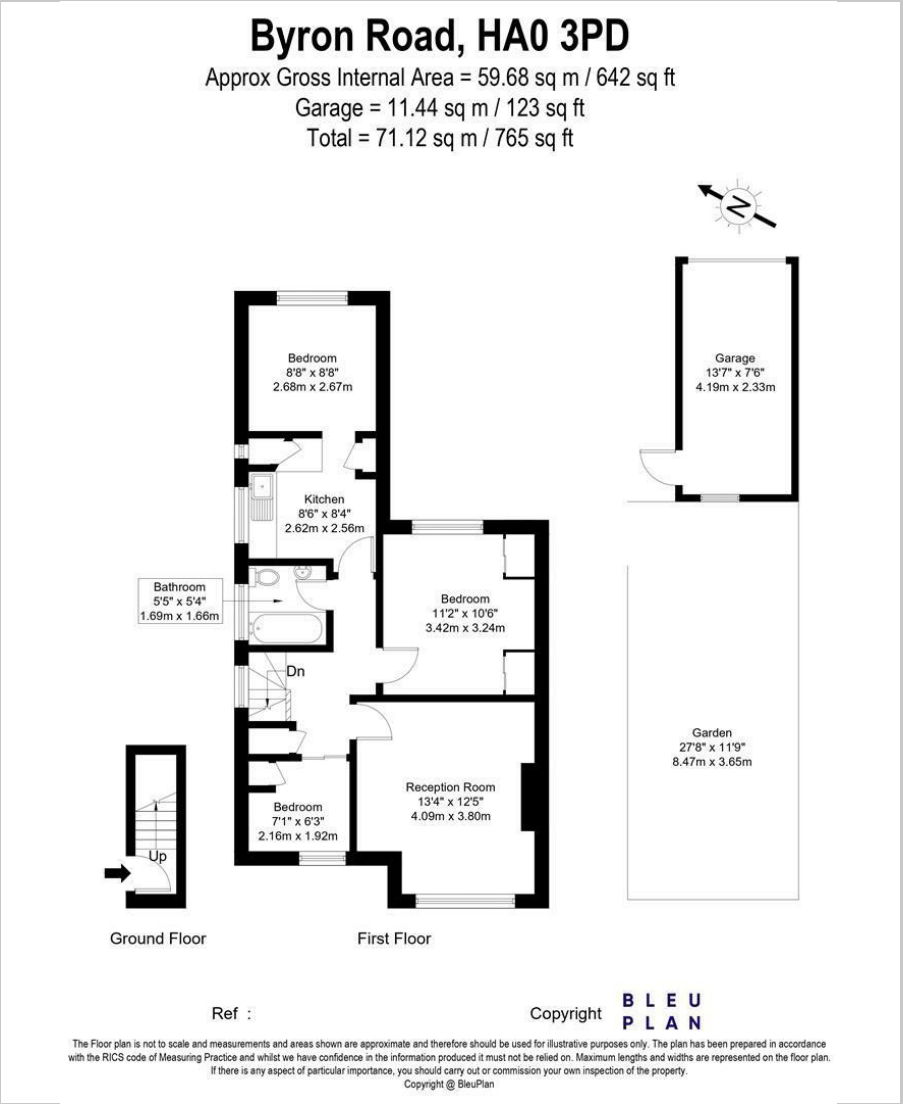 Byron Road, HA0 3PD
Approx Gross Internal Area = 59.68 sq m / 642 sq ft
Garage = 11.44 sq m / 123 sq ft
Total = 71.12 sq m / 765 sq ft
N
Bedroom
8'8" x 8'8"
2.68m x 2.67m
Garage
13'7" x 7'6"
4.19m x 2.33m
Kitchen
8'6" x 8'4"
2.62m x 2.56m
Bathroom
5'5" x 5'4"
1.69m x 1.66m
Bedroom
11'2" x 10'6"
3.42m x 3.24m
Dn
Garden
27'8" x 11'9"
8.47m x 3.65m
Reception Room
13'4" x 12'5"
4.09m x 3.80m
Bedroom
7'1" x 6'3"
2.16m x 1.92m
Up
Ground Floor
First Floor
Ref :
Copyright
BLEU
PLAN
The Floor plan is not to scale and measurements and areas shown are approximate and therefore should be used for illustrative purposes only. The plan has been prepared in accordance
with the RICS code of Measuring Practice and whilst we have confidence in the information produced it must not be relied on. Maximum lengths and widths are represented on the floor plan.
If there is any aspect of particular importance, you should carry out or commission your own inspection of the property.
Copyright @ BleuPlan